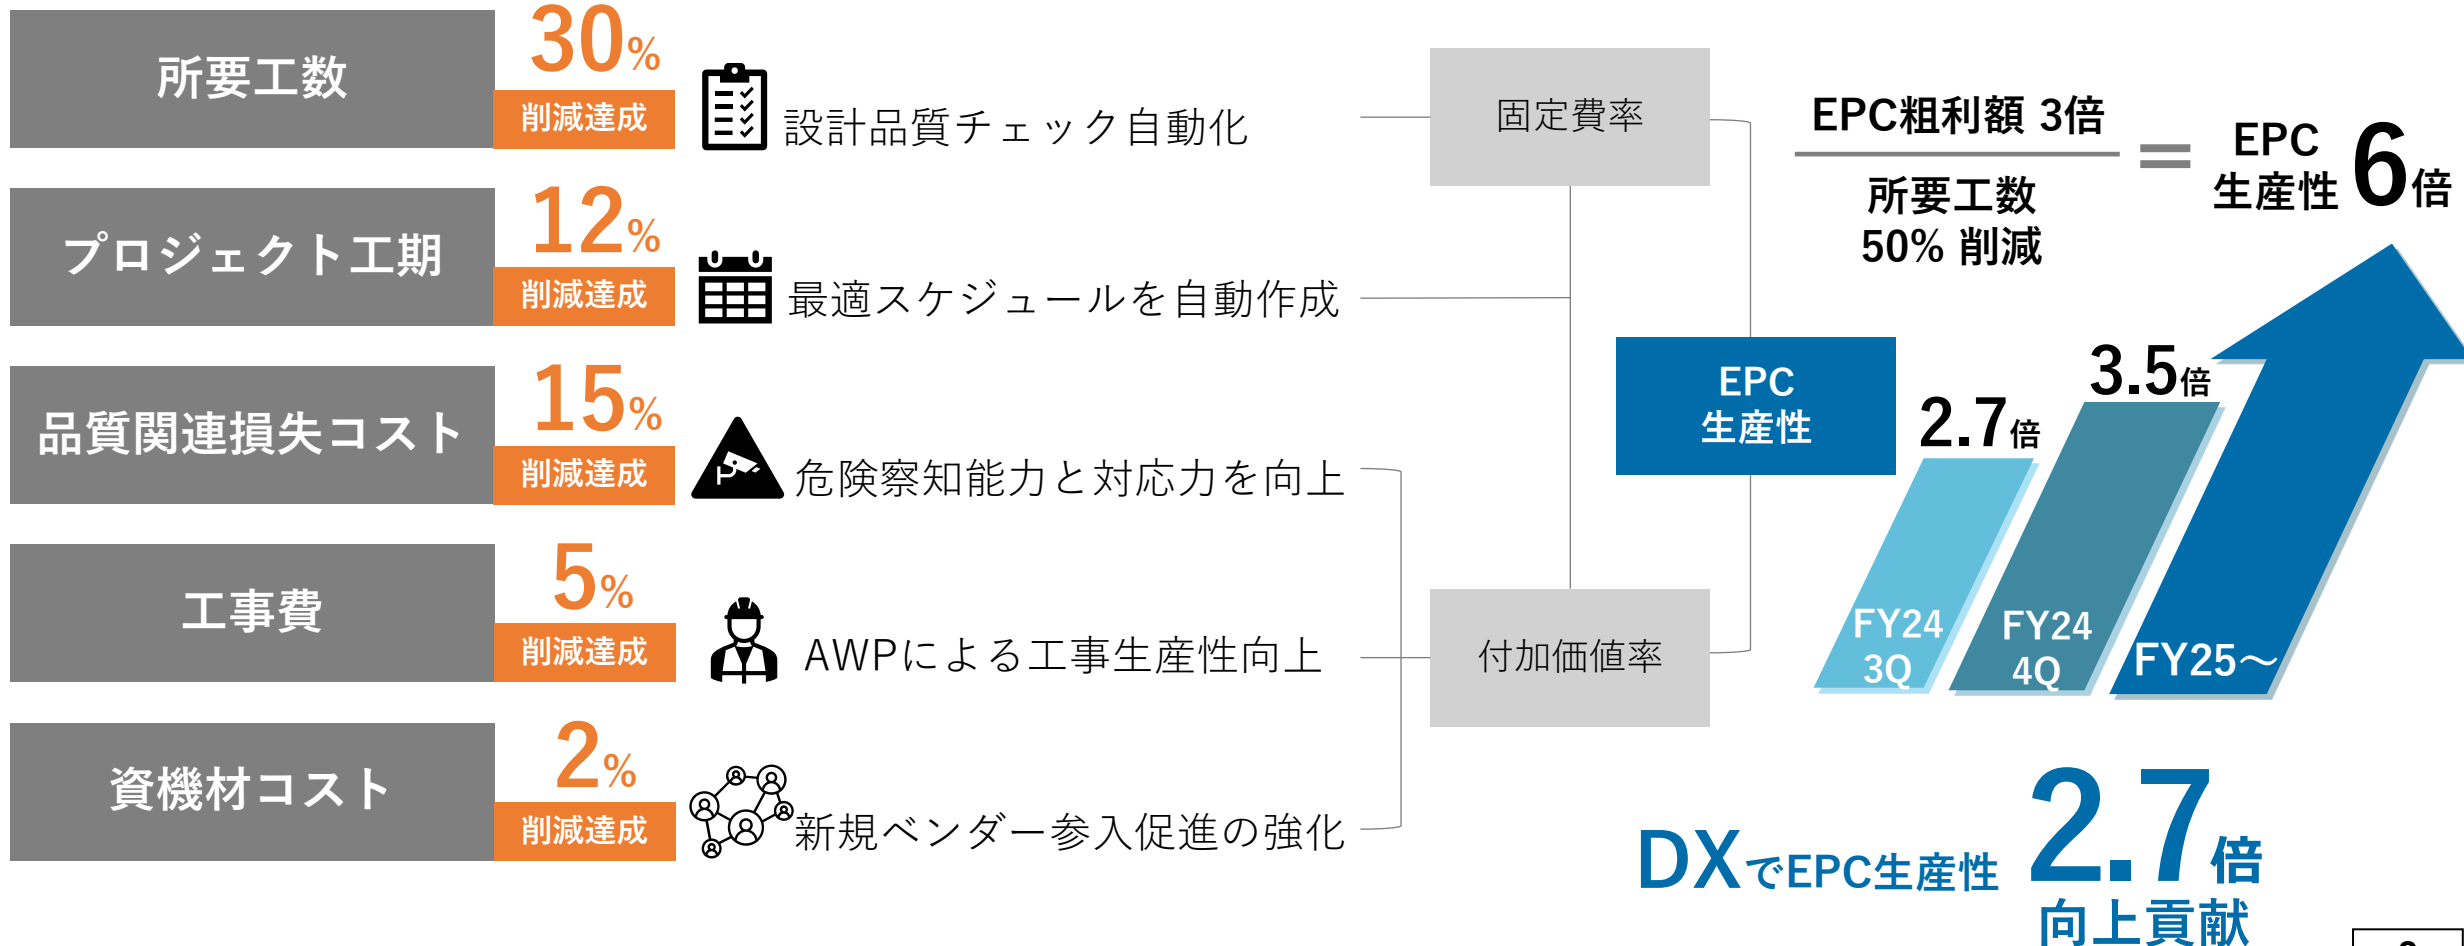 所要工数
30%
削減達成
設計品質チェック自動化
プロジェクト工期
12%
削減達成
最適スケジュールを自動作成
品質関連損失コスト
15%
削減達成
危険察知能力と対応力を向上
工事費
5%
削減達成
AWPによる工事生産性向上
資機材コスト
2%
削減達成
新規ベンダー参入促進の強化
固定費率
付加価値率
EPC
生産性
EPC粗利額 3倍
所要工数
50% 削減
=
EPC
生産性 6倍
2.7倍
3.5倍
FY24
3Q
FY24
4Q
FY25～
DXでEPC生産性 2.7倍
向上貢献